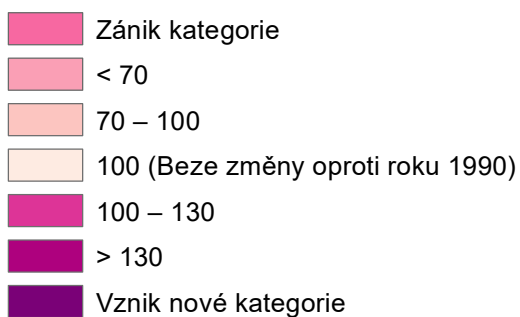 Zánik kategorie
< 70
70 – 100
100 (Beze změny oproti roku 1990)
100 – 130
> 130
Vznik nové kategorie